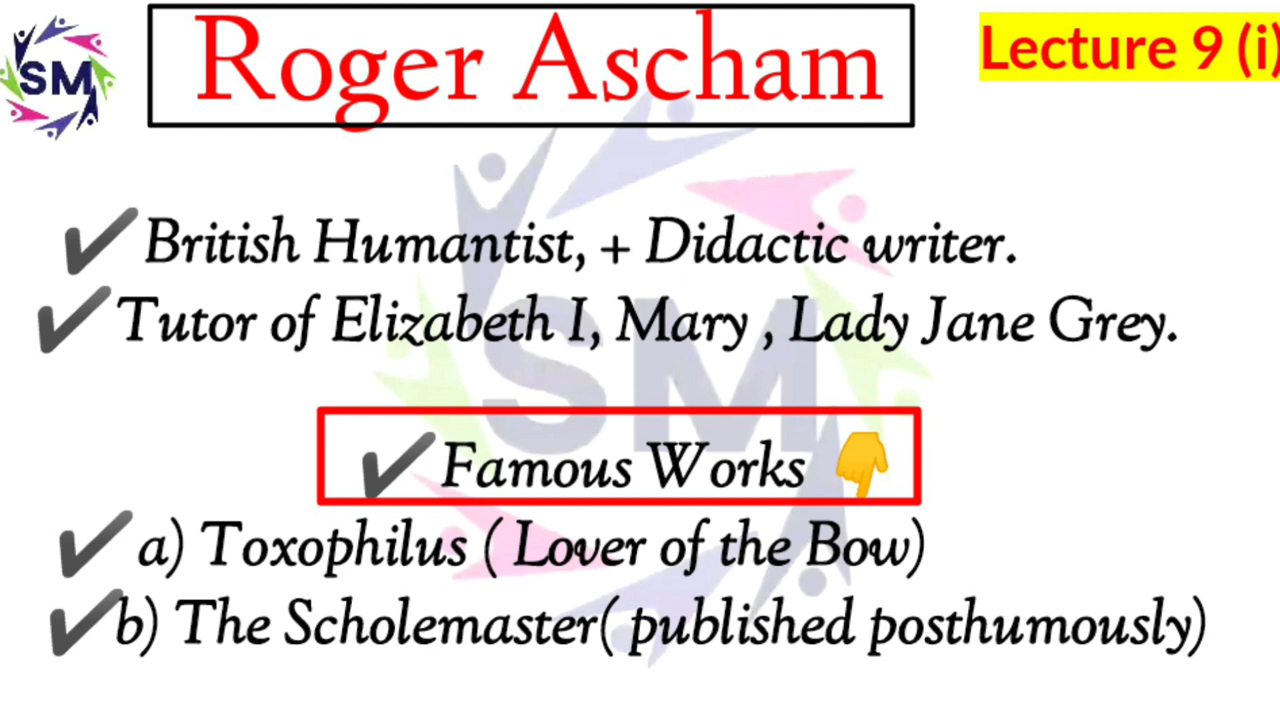 SM
Roger Ascham
Lecture 9 (i)
✔British Humantist, + Didactic writer.
✔Tutor of Elizabeth I, Mary , Lady Jane Grey.
✔Famous Works 👇
✔a) Toxophilus ( Lover of the Bow)
✔b) The Scholemaster( published posthumously)
SM